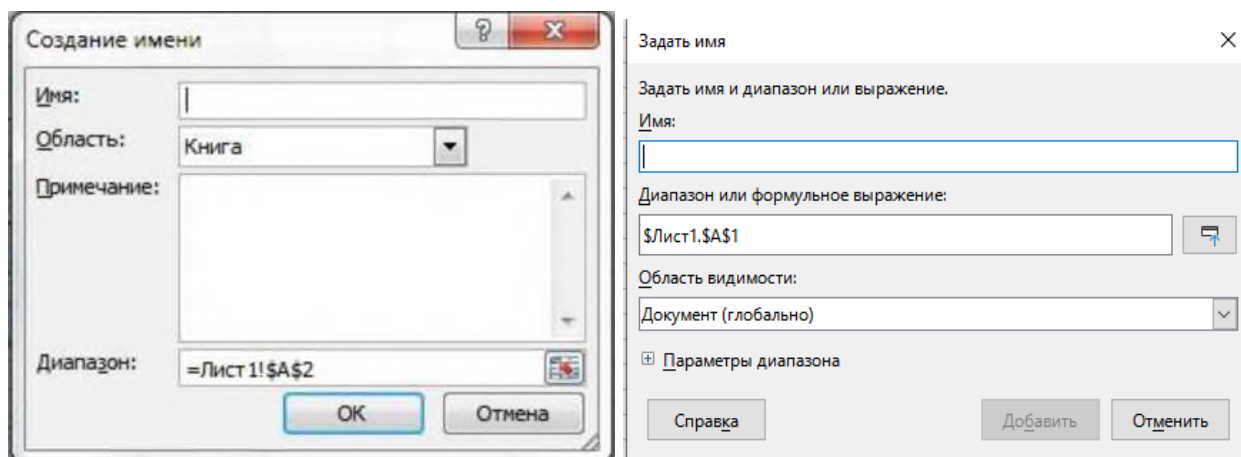 Создание имени
Имя:
Область:
Книга
Примечание:
Диапазон:
=Лист1!$A$2
ОК
Отмена
Задать имя
Задать имя и диапазон или выражение.
Имя:
Диапазон или формульное выражение:
$Лист1.$A$1
Область видимости:
Документ (глобально)
Параметры диапазона
Справка
Добавить
Отменить